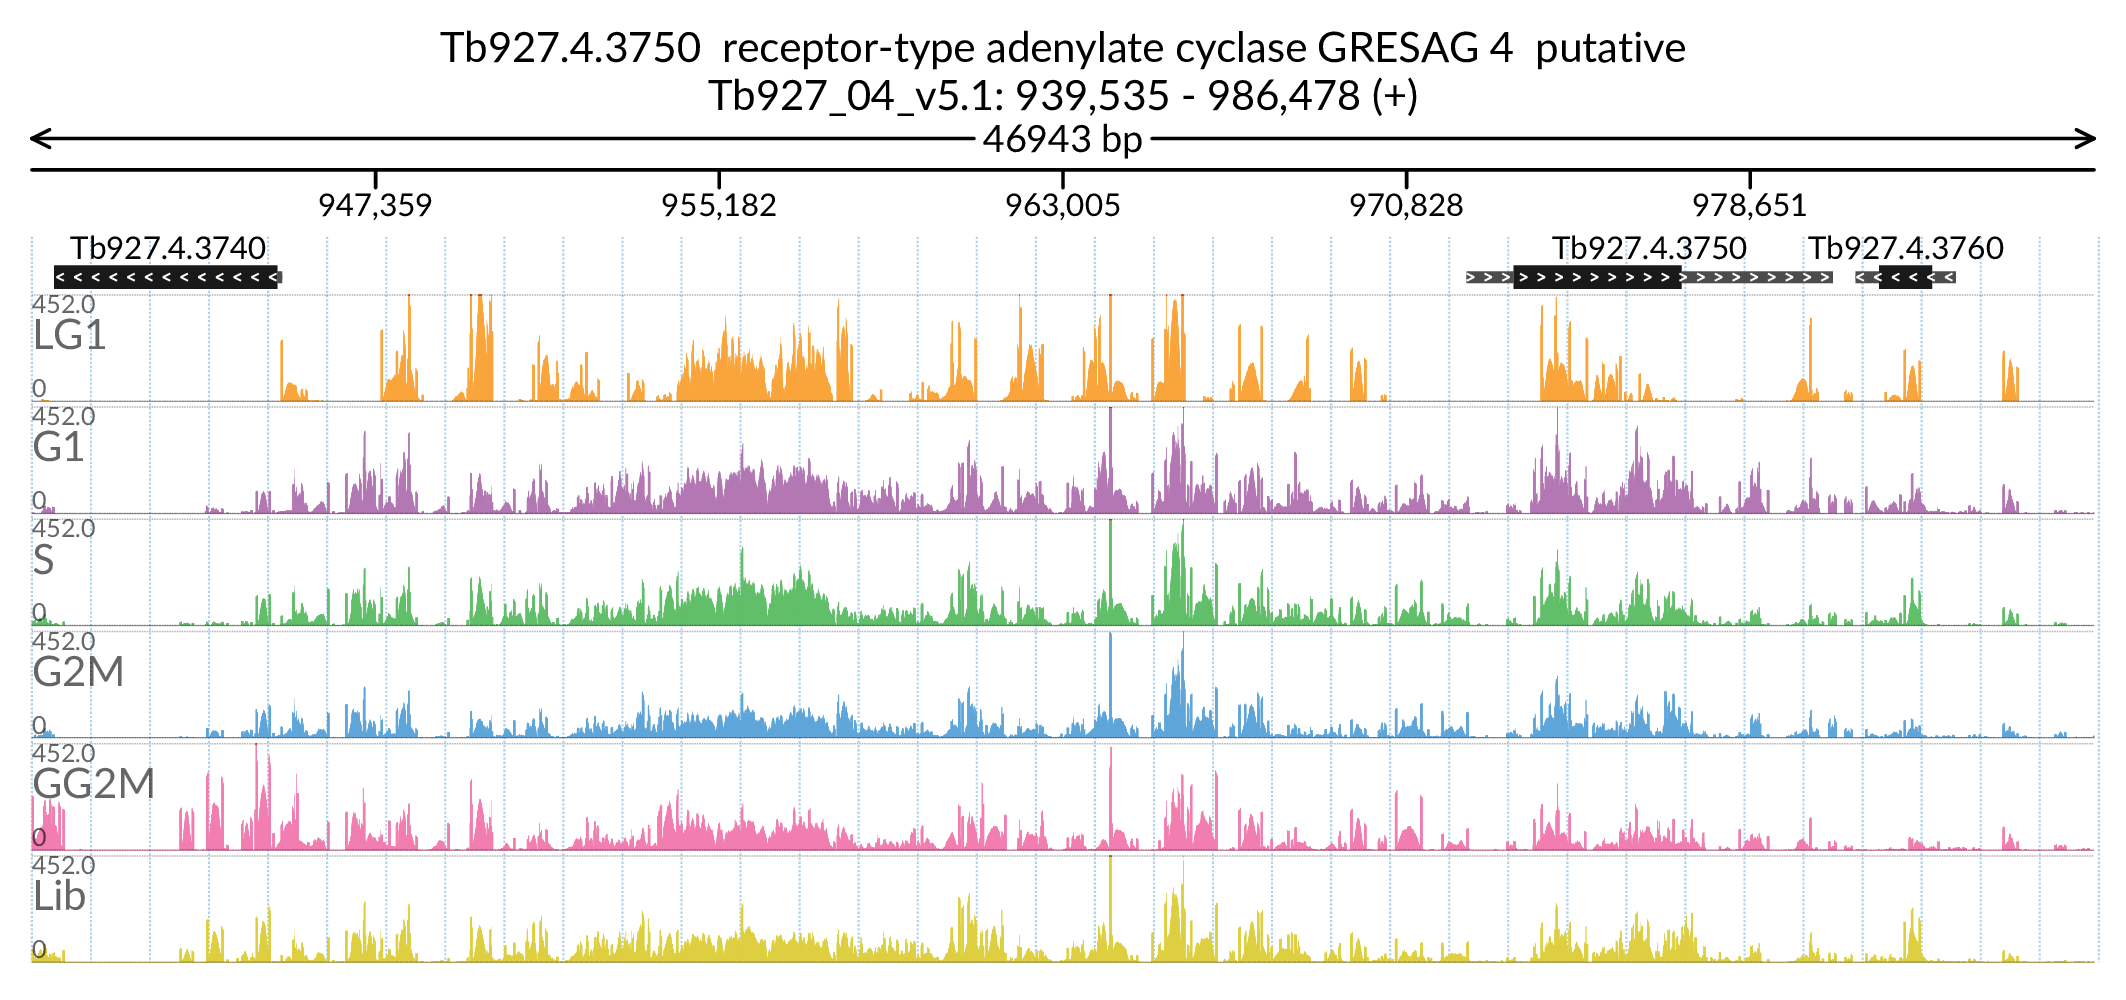 Tb927.4.3750  receptor-type adenylate cyclase GRESAG 4  putative
Tb927_04_v5.1: 939,535 - 986,478 (+)
46943 bp
947,359 955,182 963,005 970,828 978,651
Tb927.4.3740 Tb927.4.3750 Tb927.4.3760
452.0
LG1
0
452.0
G1
0
452.0
S
0
452.0
G2M
0
452.0
GG2M
0
452.0
Lib
0